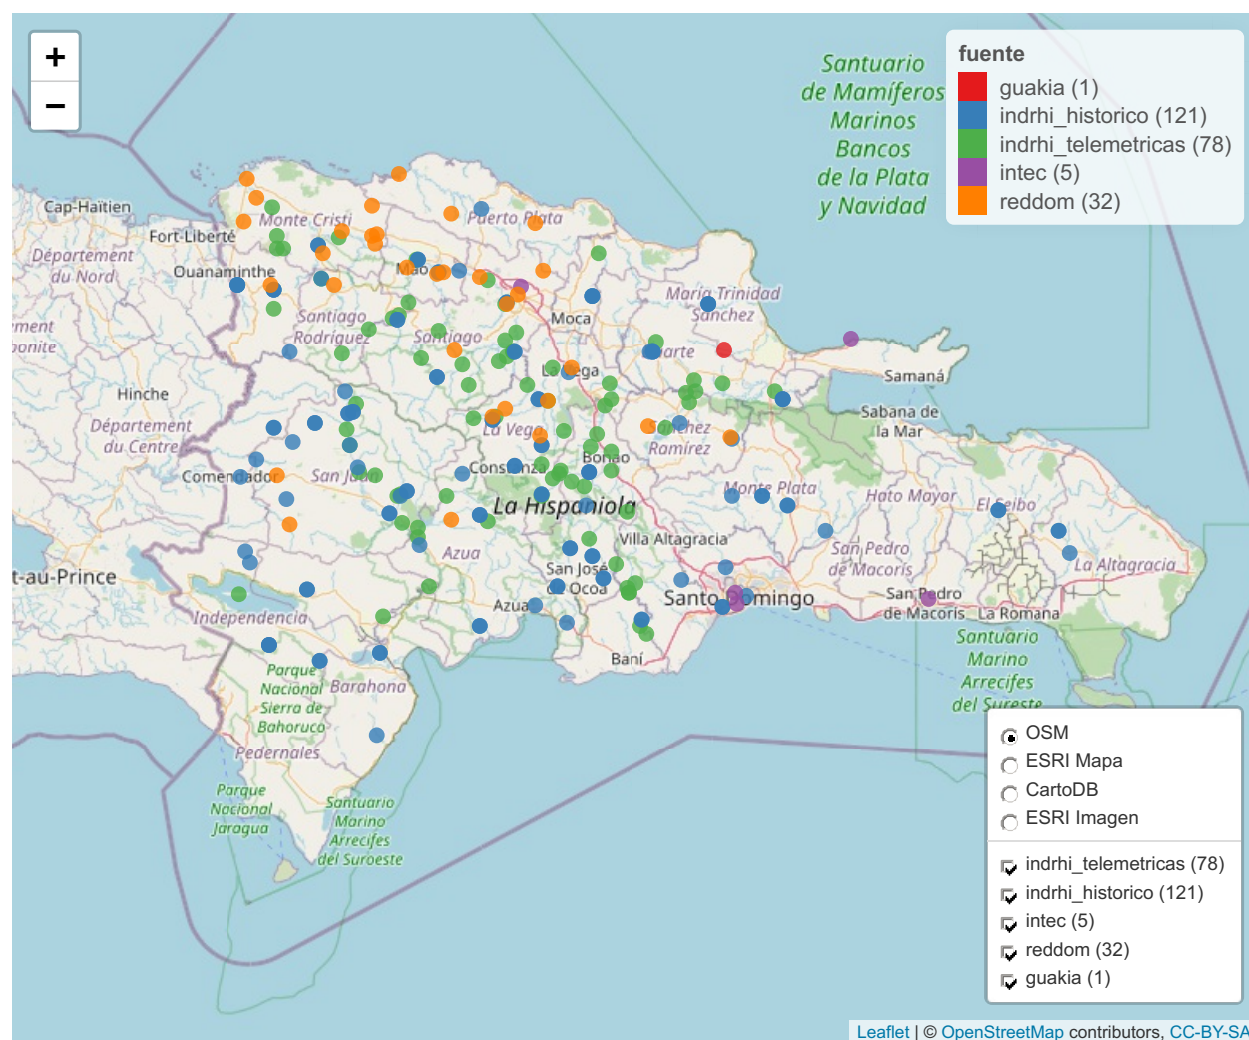 +
−
fuente
guakia (1)
indrhi_historico (121)
indrhi_telemetricas (78)
intec (5)
reddom (32)
Santuario
de Mamíferos
Marinos
Bancos
de la Plata
y Navidad
Cap-Haïtien
Fort-Liberté
Monte Cristi
Puerto Plata
Département
du Nord
Ouanaminthe
Mao
María Trinidad
Sánchez
Santiago
Rodríguez
Santiago
Moca
ement
bonite
arte
La Vega
Samaná
Hinche
Sabana de
la Mar
Département
du Centre
La Vega
Sánchez
Ramírez
Comendador
San Juan
Constanza
Bonao
Monte Plata
Hato Mayor
El Seibo
La Hispaniola
Villa Altagracia
Azua
San Pedro
de Macorís
La Altagracia
t-au-Prince
San José
de Ocoa
Independencia
Azua
Santo Domingo
San Pedro
de Macorís
La Romana
Baní
Santuario
Marino
Arrecifes
del Sureste
Parque
Nacional
Sierra de
Bahoruco
Barahona
Pedernales
Parque
Nacional
Jaragua
Santuario
Marino
Arrecifes
del Suroeste
OSM
ESRI Mapa
CartoDB
ESRI Imagen
indrhi_telemetricas (78)
indrhi_historico (121)
intec (5)
reddom (32)
guakia (1)
Leaflet | © OpenStreetMap contributors, CC-BY-SA